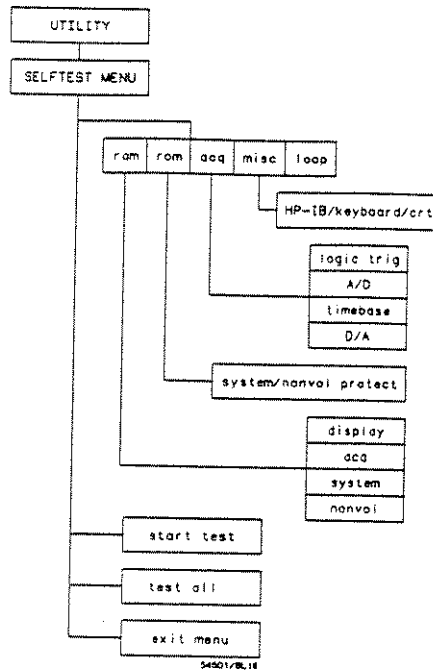 UTILITY
SELFTEST MENU
ram rom acq misc loop
HP-IB/keyboard/crt
logic trig
A/D
timebase
D/A
system/nonvol protect
display
acq
system
nonvol
start test
test all
exit menu
54501/BL18